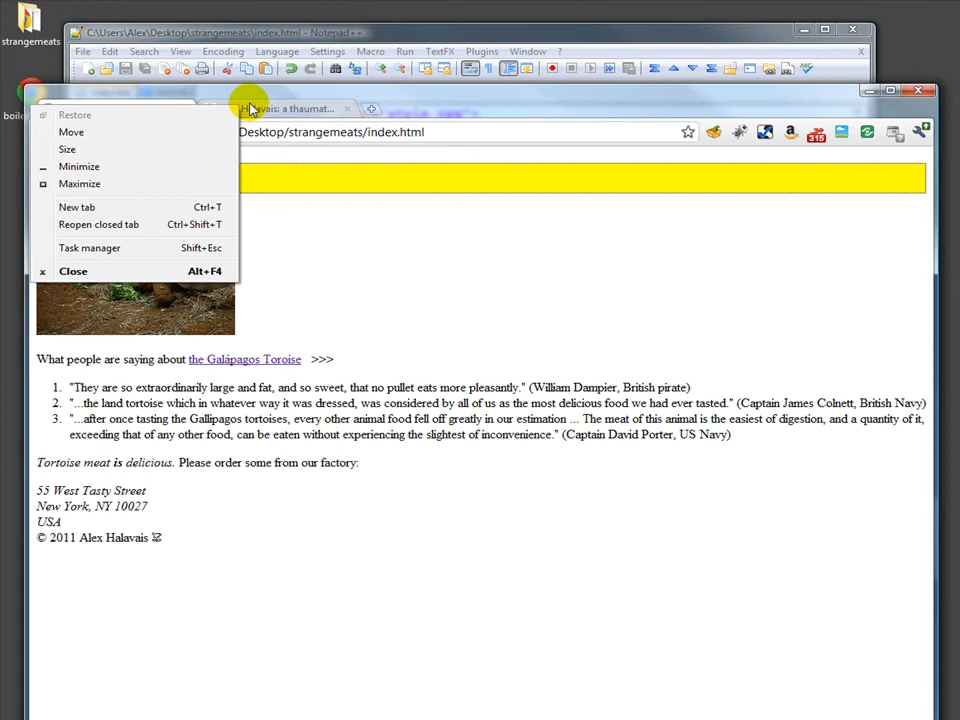 strangemeats
C:\Users\Alex\Desktop\strangemeats\index.html - Notepad++
File Edit Search View Encoding Language Settings Macro Run TextFX Plugins Window ? X
boile
Halavais: a thaumat...
Restore
Move
Size
Minimize
Maximize
New tab Ctrl+T
Reopen closed tab Ctrl+Shift+T
Task manager Shift+Esc
x Close Alt+F4
Desktop/strangemeats/index.html
315
What people are saying about the Galápagos Toroise >>>
1. "They are so extraordinarily large and fat, and so sweet, that no pullet eats more pleasantly." (William Dampier, British pirate)
2. "...the land tortoise which in whatever way it was dressed, was considered by all of us as the most delicious food we had ever tasted." (Captain James Colnett, British Navy)
3. "...after once tasting the Gallipagos tortoises, every other animal food fell off greatly in our estimation ... The meat of this animal is the easiest of digestion, and a quantity of it,
exceeding that of any other food, can be eaten without experiencing the slightest of inconvenience." (Captain David Porter, US Navy)
Tortoise meat is delicious. Please order some from our factory:
55 West Tasty Street
New York, NY 10027
USA
© 2011 Alex Halavais